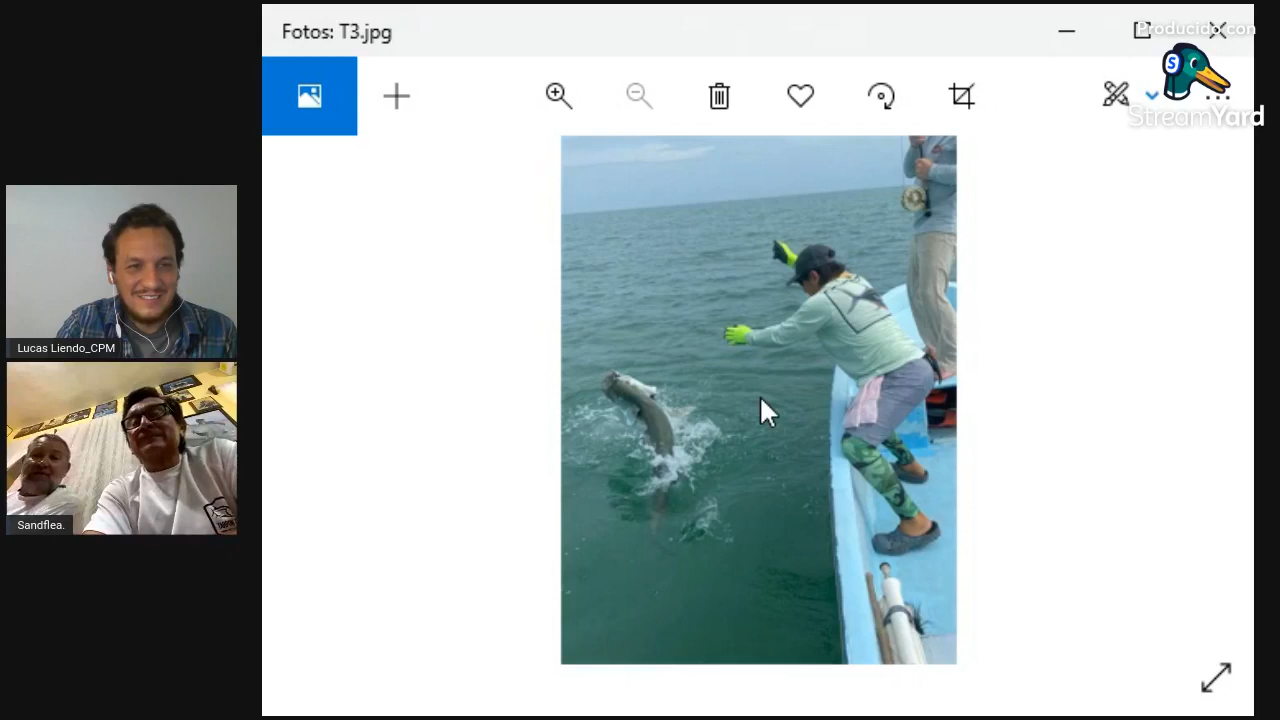 Fotos: T3.jpg
Producido con
S
StreamYard
Lucas Liendo_CPM
Sandflea.